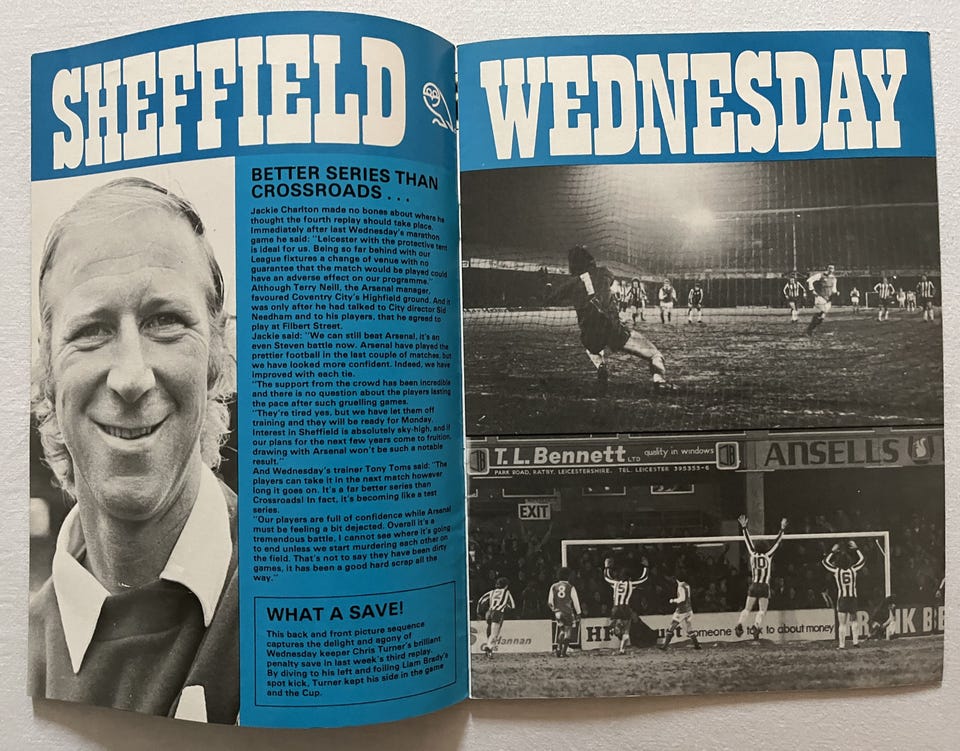 SHEFFIELD
WEDNESDAY
BETTER SERIES THAN
CROSSROADS . . .
Jackie Charlton made no bones about where he
thought the fourth replay should take place.
Immediately after last Wednesday's marathon
game he said: "Leicester with the protective tent
is ideal for us. Being so far behind with our
League fixtures a change of venue with no
guarantee that the match would be played could
have an adverse effect on our programme."
Although Terry Neill, the Arsenal manager,
favoured Coventry City's Highfield ground. And it
was only after he had talked to City director Sid
Needham and to his players, that he agreed to
play at Filbert Street.
Jackie said: "We can still beat Arsenal, it's an
even Steven battle now. Arsenal have played the
prettier football in the last couple of matches, but
we have looked more confident. Indeed, we have
improved with each tie.
"The support from the crowd has been incredible
and there is no question about the players lasting
the pace after such gruelling games.
"They're tired yes, but we have let them off
training and they will be ready for Monday.
Interest in Sheffield is absolutely sky-high, and if
our plans for the next few years come to fruition,
drawing with Arsenal won't be such a notable
result."
And Wednesday's trainer Tony Toms said: "The
players can take it in the next match however
long it goes on. It's a far better series than
Crossroads! In fact, it's becoming like a test
series.
"Our players are full of confidence while Arsenal
must be feeling a bit dejected. Overall it's a
tremendous battle. I cannot see where it's going
to end unless we start murdering each other on
the field. That's not to say they have been dirty
games, it has been a good hard scrap all the
way."
WHAT A SAVE!
This back and front picture sequence
captures the delight and agony of
Wednesday keeper Chris Turner's brilliant
penalty save in last week's third replay.
By diving to his left and foiling Liam Brady's
spot kick, Turner kept his side in the game
and the Cup.
T. L. Bennett LTD quality in windows
PARK ROAD, RATBY, LEICESTERSHIRE. TEL. LEICESTER 395353-6
ANSELLS
EXIT
8
5
10
6
someone to talk to about money